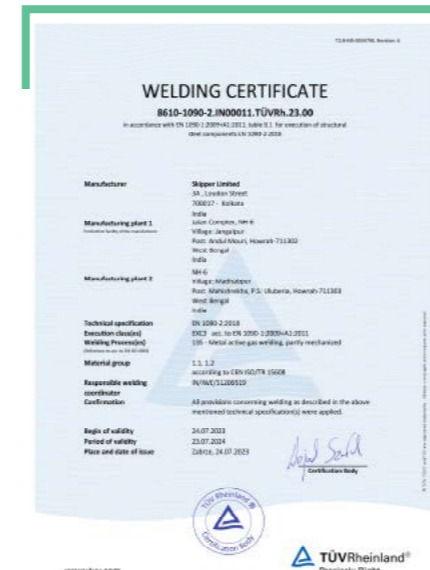 WELDING CERTIFICATE
8610-1090-2.IN00011.TÜVRh.23.00
in accordance with EN 1090-1:2009+A1:2011, table B.1 for execution of structural
steel components EN 1090-2:2018
Manufacturer Skipper Limited
3A , Loudon Street
700017 - Kolkata
India
Manufacturing plant 1 Jalan Complex, NH-6
Village: Jangalpur
Post: Andul Mouri, Howrah-711302
West Bengal
India
Manufacturing plant 2 NH-6
Village: Madhabpur
Post: Mahishrekha, P.S: Uluberia, Howrah-711303
West Bengal
India
Technical specification EN 1090-2:2018
Execution class(es) EXC3 acc. to EN 1090-1:2009+A1:2011
Welding Process(es) 135 - Metal active gas welding, partly mechanized
Material group 1.1, 1.2
according to CEN ISO/TR 15608
Responsible welding
coordinator
Confirmation All provisions concerning welding as described in the above
mentioned technical specification(s) were applied.
Begin of validity 24.07.2023
Period of validity 23.07.2024
Place and date of issue Zabrze, 24.07.2023
Certification Body
TÜV Rheinland ®
Certification Body
TÜVRheinland®
Precisely Right.